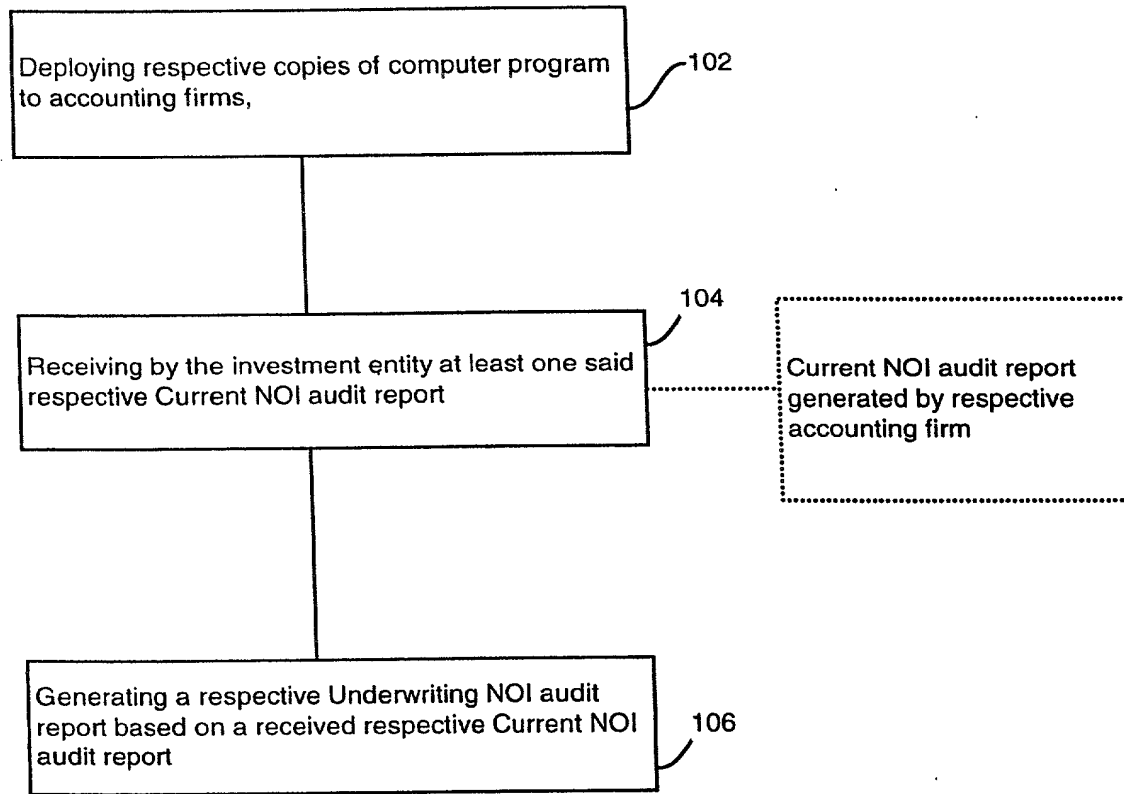 Deploying respective copies of computer program
to accounting firms,
102
104
Receiving by the investment entity at least one said
respective Current NOI audit report
Current NOI audit report
generated by respective
accounting firm
Generating a respective Underwriting NOI audit
report based on a received respective Current NOI
audit report
106